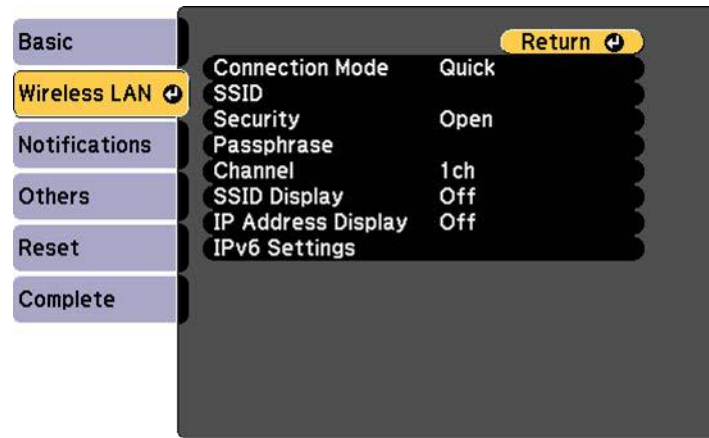 Basic
Wireless LAN
Notifications
Others
Reset
Complete
Return
Connection Mode Quick
SSID
Security Open
Passphrase
Channel 1ch
SSID Display Off
IP Address Display Off
IPv6 Settings